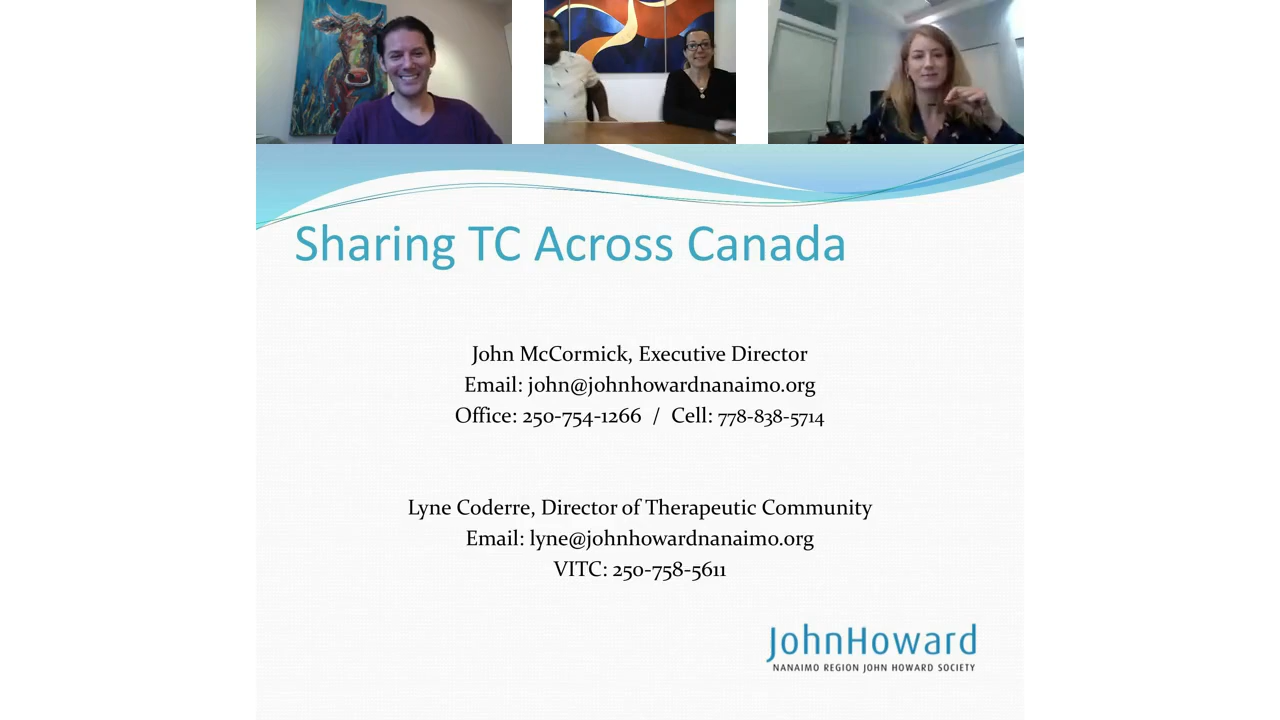 Sharing TC Across Canada
John McCormick, Executive Director
Email: john@johnhowardnanaimo.org
Office: 250-754-1266 / Cell: 778-838-5714
Lyne Coderre, Director of Therapeutic Community
Email: lyne@johnhowardnanaimo.org
VITC: 250-758-5611
JohnHoward
NANAIMO REGION JOHN HOWARD SOCIETY